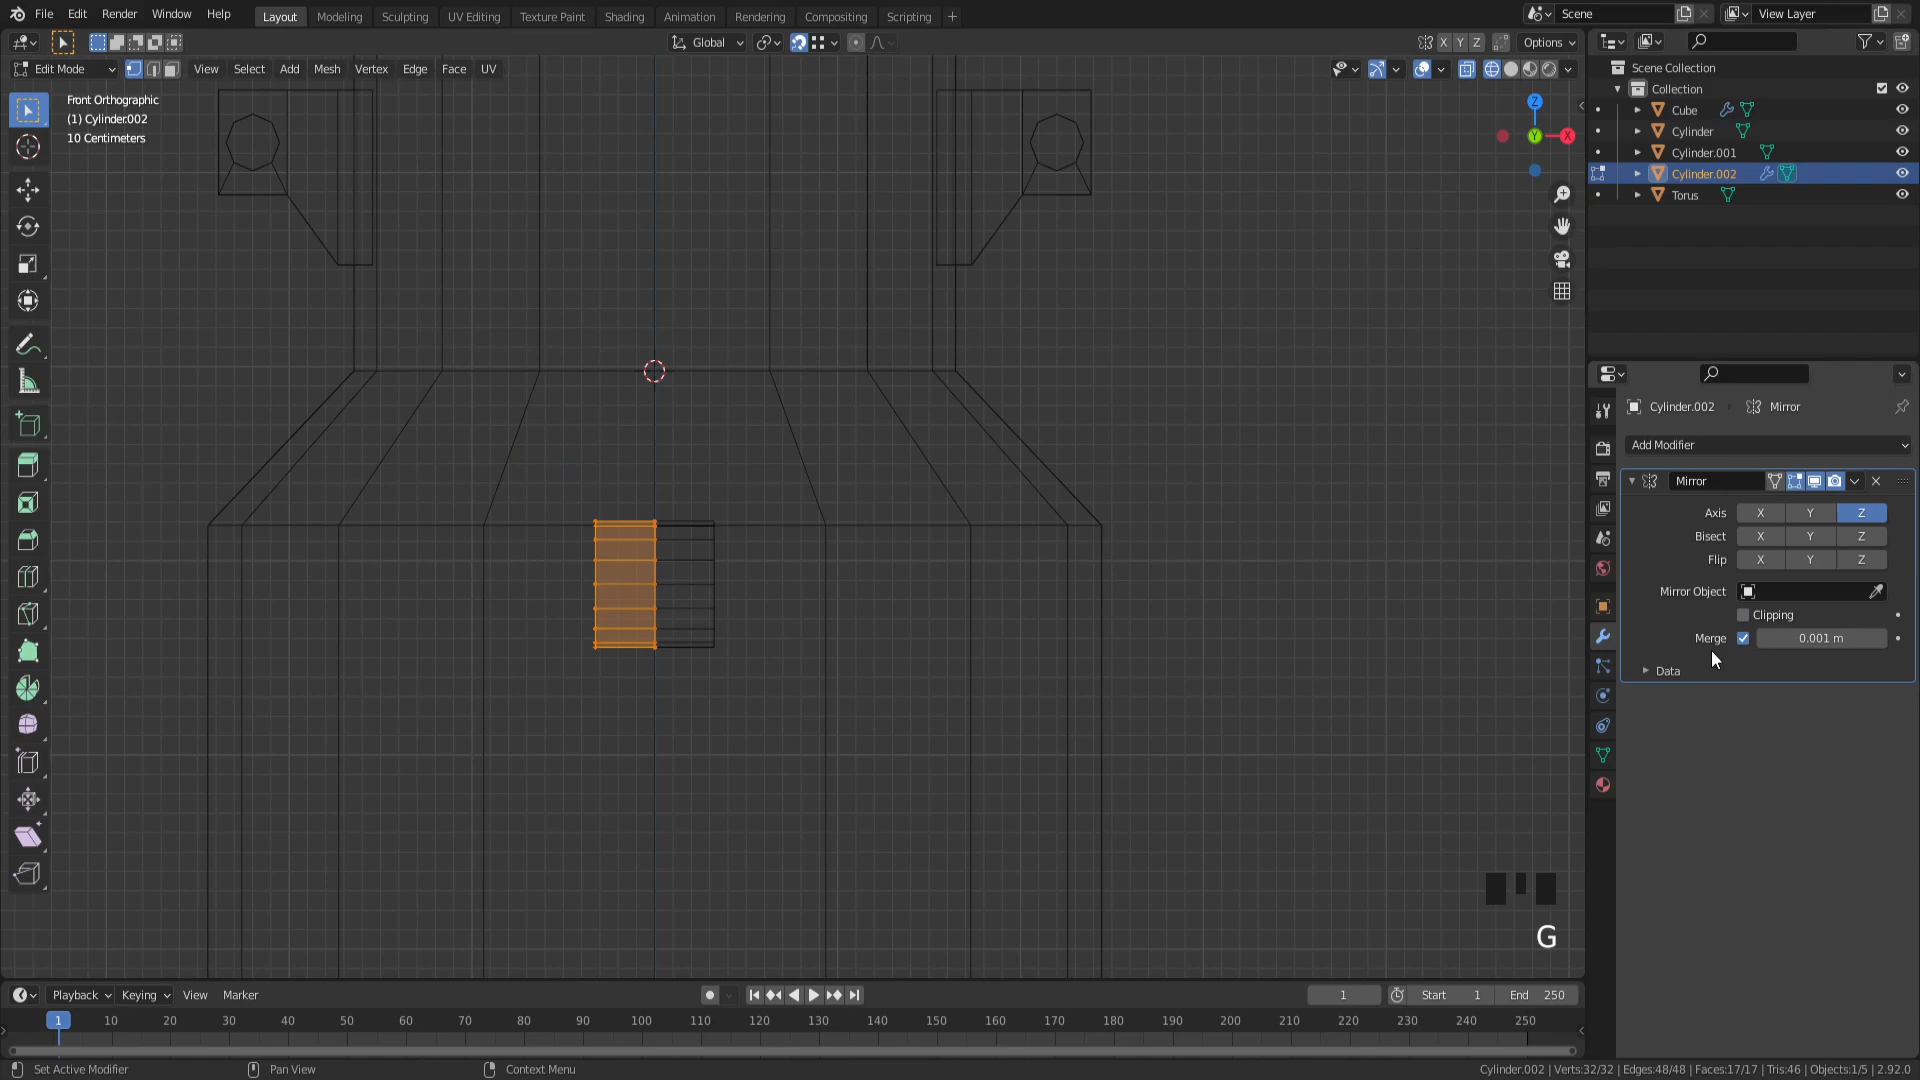 File Edit Render Window Help
Layout Modeling Sculpting UV Editing Texture Paint Shading Animation Rendering Compositing Scripting +
Scene View Layer
Global X Y Z Options
Edit Mode View Select Add Mesh Vertex Edge Face UV
Front Orthographic
(1) Cylinder.002
10 Centimeters
Z
Y
X
Scene Collection
Collection
Cube
Cylinder
Cylinder.001
Cylinder.002
Torus
Cylinder.002 Mirror
Add Modifier
Mirror
Axis X Y Z
Bisect X Y Z
Flip X Y Z
Mirror Object
Clipping
Merge 0.001 m
Data
G
Playback Keying View Marker 1 Start 1 End 250
1 10 20 30 40 50 60 70 80 90 100 110 120 130 140 150 160 170 180 190 200 210 220 230 240 250
Set Active Modifier Pan View Context Menu Cylinder.002 | Verts:32/32 | Edges:48/48 | Faces:17/17 | Tris:46 | Objects:1/5 | 2.92.0